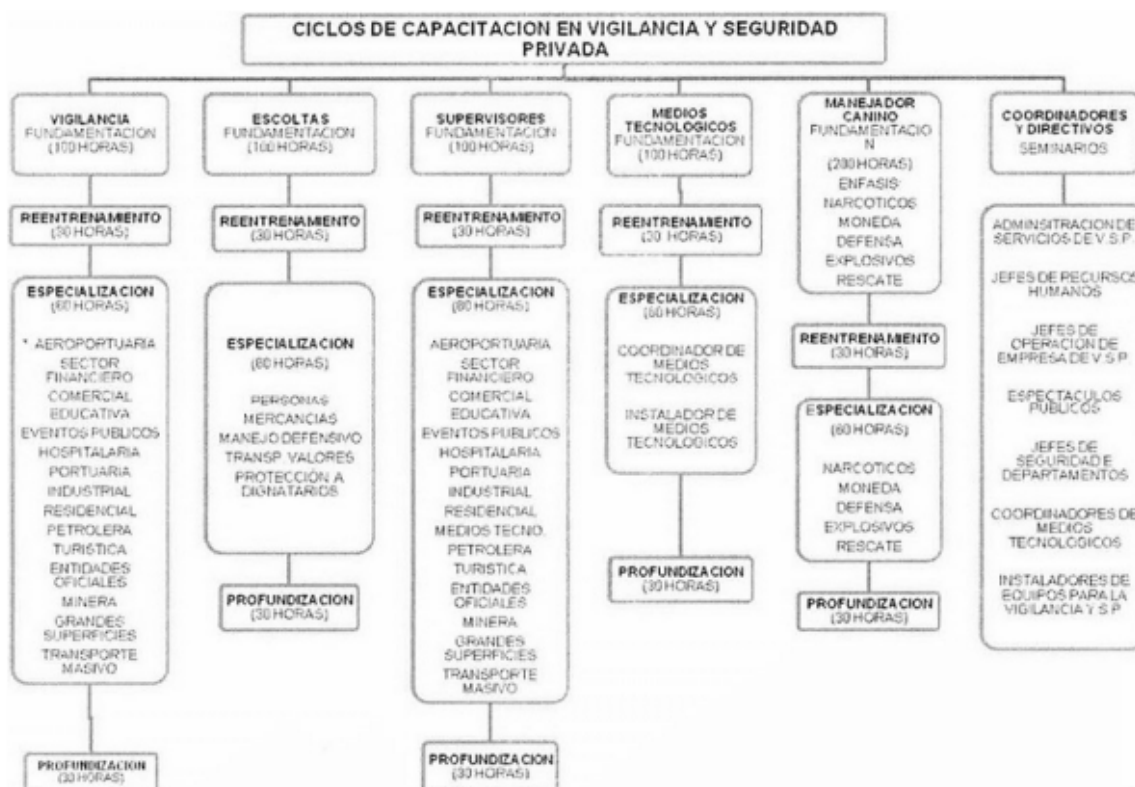 CICLOS DE CAPACITACION EN VIGILANCIA Y SEGURIDAD
PRIVADA
VIGILANCIA
FUNDAMENTACION
(100 HORAS)
REENTRENAMIENTO
(30 HORAS)
ESPECIALIZACION
(60 HORAS)
* AEROPORTUARIA
SECTOR
FINANCIERO
COMERCIAL
EDUCATIVA
EVENTOS PUBLICOS
HOSPITALARIA
PORTUARIA
INDUSTRIAL
RESIDENCIAL
PETROLERA
TURISTICA
ENTIDADES
OFICIALES
MINERA
GRANDES
SUPERFICIES
TRANSPORTE
MASIVO
PROFUNDIZACION
(30 HORAS)
ESCOLTAS
FUNDAMENTACION
(100 HORAS)
REENTRENAMIENTO
(30 HORAS)
ESPECIALIZACION
(60 HORAS)
PERSONAS
MERCANCIAS
MANEJO DEFENSIVO
TRANSP. VALORES
PROTECCIÓN A
DIGNATARIOS
PROFUNDIZACION
(30 HORAS)
SUPERVISORES
FUNDAMENTACION
(100 HORAS)
REENTRENAMIENTO
(30 HORAS)
ESPECIALIZACION
(60 HORAS)
AEROPORTUARIA
SECTOR
FINANCIERO
COMERCIAL
EDUCATIVA
EVENTOS PUBLICOS
HOSPITALARIA
PORTUARIA
INDUSTRIAL
RESIDENCIAL
MEDIOS TECNO.
PETROLERA
TURISTICA
ENTIDADES
OFICIALES
MINERA
GRANDES
SUPERFICIES
TRANSPORTE
MASIVO
PROFUNDIZACION
(30 HORAS)
MEDIOS
TECNOLOGICOS
FUNDAMENTACION
(100 HORAS)
REENTRENAMIENTO
(30 HORAS)
ESPECIALIZACION
(60 HORAS)
COORDINADOR DE
MEDIOS
TECNOLOGICOS
INSTALADOR DE
MEDIOS
TECNOLOGICOS
PROFUNDIZACION
(30 HORAS)
MANEJADOR
CANINO
FUNDAMENTACIO
N
(200 HORAS)
ENFASIS
NARCOTICOS
MONEDA
DEFENSA
EXPLOSIVOS
RESCATE
REENTRENAMIENTO
(30 HORAS)
ESPECIALIZACION
(60 HORAS)
NARCOTICOS
MONEDA
DEFENSA
EXPLOSIVOS
RESCATE
PROFUNDIZACION
(30 HORAS)
COORDINADORES
Y DIRECTIVOS
SEMINARIOS
ADMINSITRACION DE
SERVICIOS DE V.S.P.
JEFES DE RECURSOS
HUMANOS
JEFES DE
OPERACIÓN DE
EMPRESA DE V.S.P
ESPECTACULOS
PUBLICOS
JEFES DE
SEGURIDAD E
DEPARTAMENTOS
COORDINADORES DE
MEDIOS
TECNOLOGICOS
INSTALADORES DE
EQUIPOS PARA LA
VIGILANCIA Y S.P